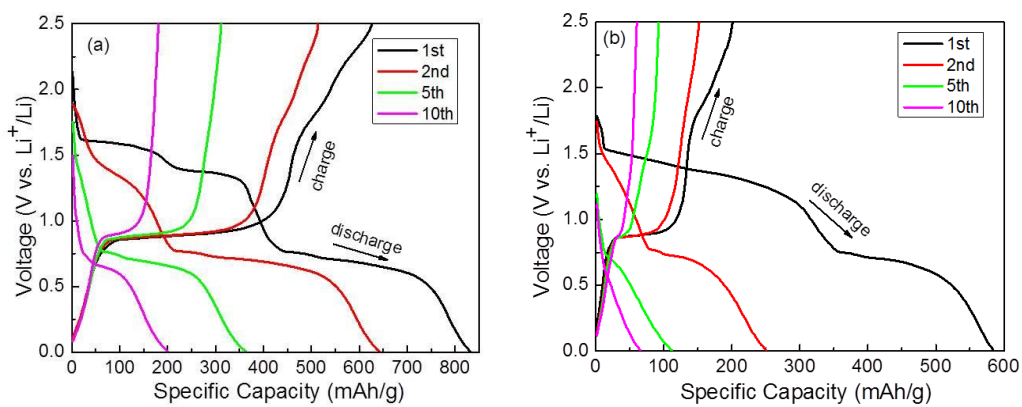 (a)
1st
2nd
5th
10th
charge
discharge
2.5
2.0
1.5
1.0
0.5
0.0
0 100 200 300 400 500 600 700 800
Voltage (V vs. Li⁺/Li)
Specific Capacity (mAh/g)
(b)
1st
2nd
5th
10th
charge
discharge
2.5
2.0
1.5
1.0
0.5
0.0
0 100 200 300 400 500 600
Voltage (V vs. Li⁺/Li)
Specific Capacity (mAh/g)